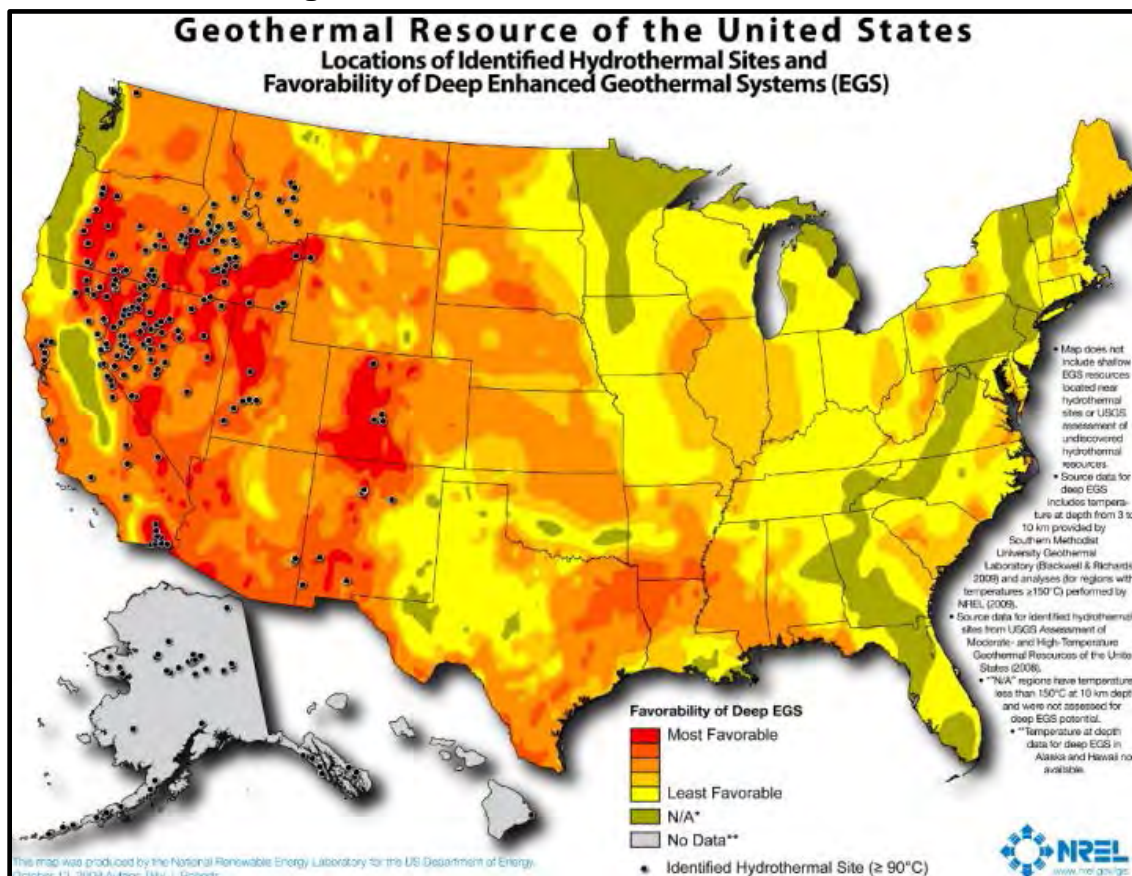 Geothermal Resource of the United States
Locations of Identified Hydrothermal Sites and
Favorability of Deep Enhanced Geothermal Systems (EGS)
• Map does not
include shallow
EGS resources
located near
hydrothermal
sites or USGS
assessment of
undiscovered
hydrothermal
resources.
• Source data for
deep EGS
includes tempera-
ture at depth from 3 to
10 km provided by
Southern Methodist
University Geothermal
Laboratory (Blackwell & Richards,
2009) and analyses (for regions with
temperatures ≥150°C) performed by
NREL (2009).
• Source data for identified hydrothermal
sites from USGS Assessment of
Moderate- and High-Temperature
Geothermal Resources of the United
States (2008).
• *"N/A" regions have temperatures
less than 150°C at 10 km depth
and were not assessed for
deep EGS potential.
• **Temperature at depth
data for deep EGS in
Alaska and Hawaii not
available.
Favorability of Deep EGS
Most Favorable
Least Favorable
N/A*
No Data**
Identified Hydrothermal Site (≥ 90°C)
This map was produced by the National Renewable Energy Laboratory for the US Department of Energy.
October 13, 2009
NREL
www.nrel.gov/gis